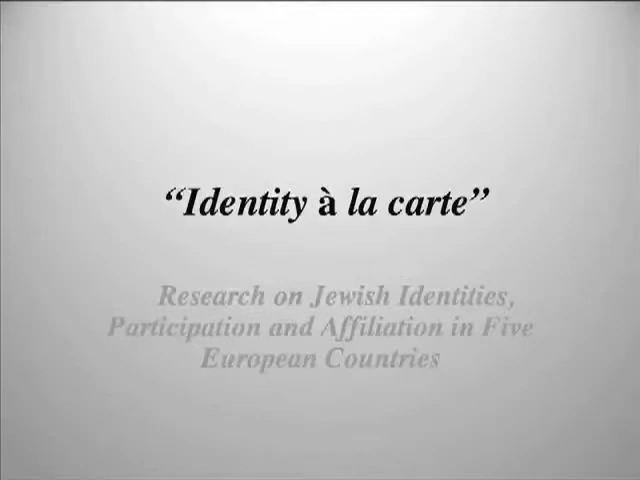 “Identity à la carte”
Research on Jewish Identities,
Participation and Affiliation in Five
European Countries